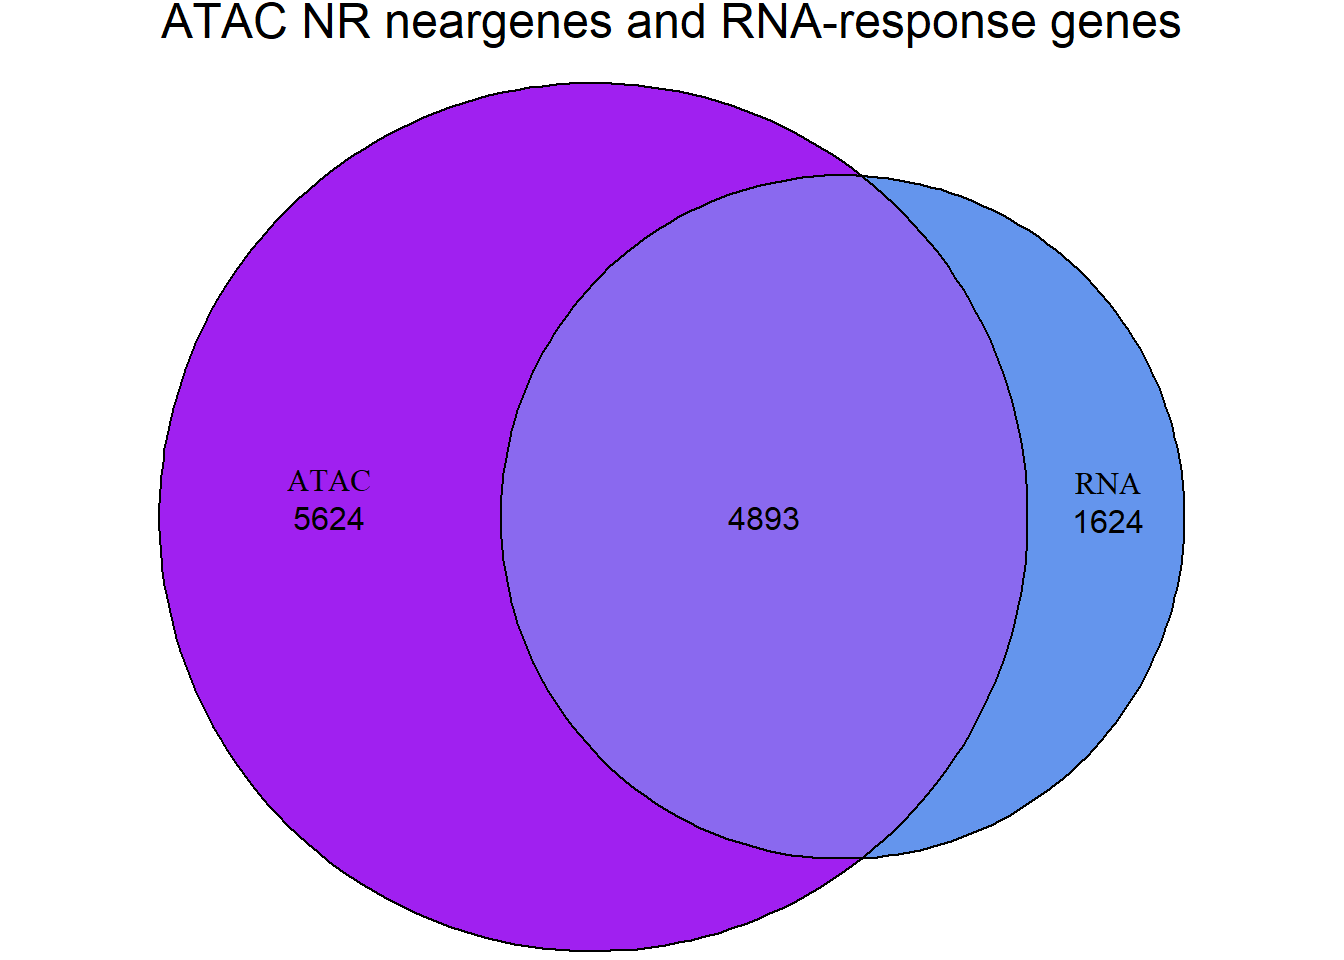 ATAC NR neargenes and RNA-response genes
ATAC
5624
4893
RNA
1624